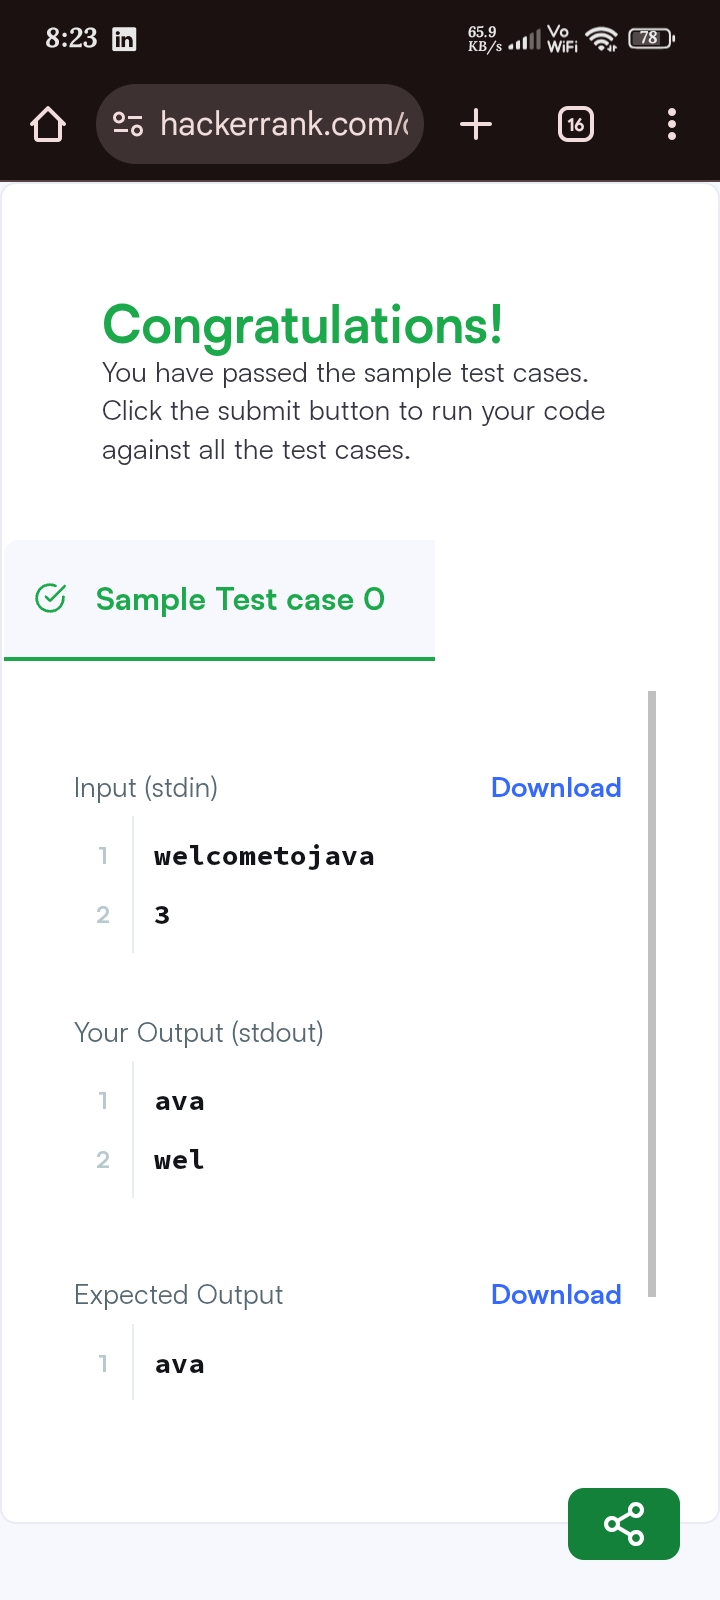 8:23 in 65.9 KB/s Vo WiFi 78
hackerrank.com/ 16
Congratulations!
You have passed the sample test cases.
Click the submit button to run your code
against all the test cases.
Sample Test case 0
Input (stdin) Download
1 welcometojava
2 3
Your Output (stdout)
1 ava
2 wel
Expected Output Download
1 ava